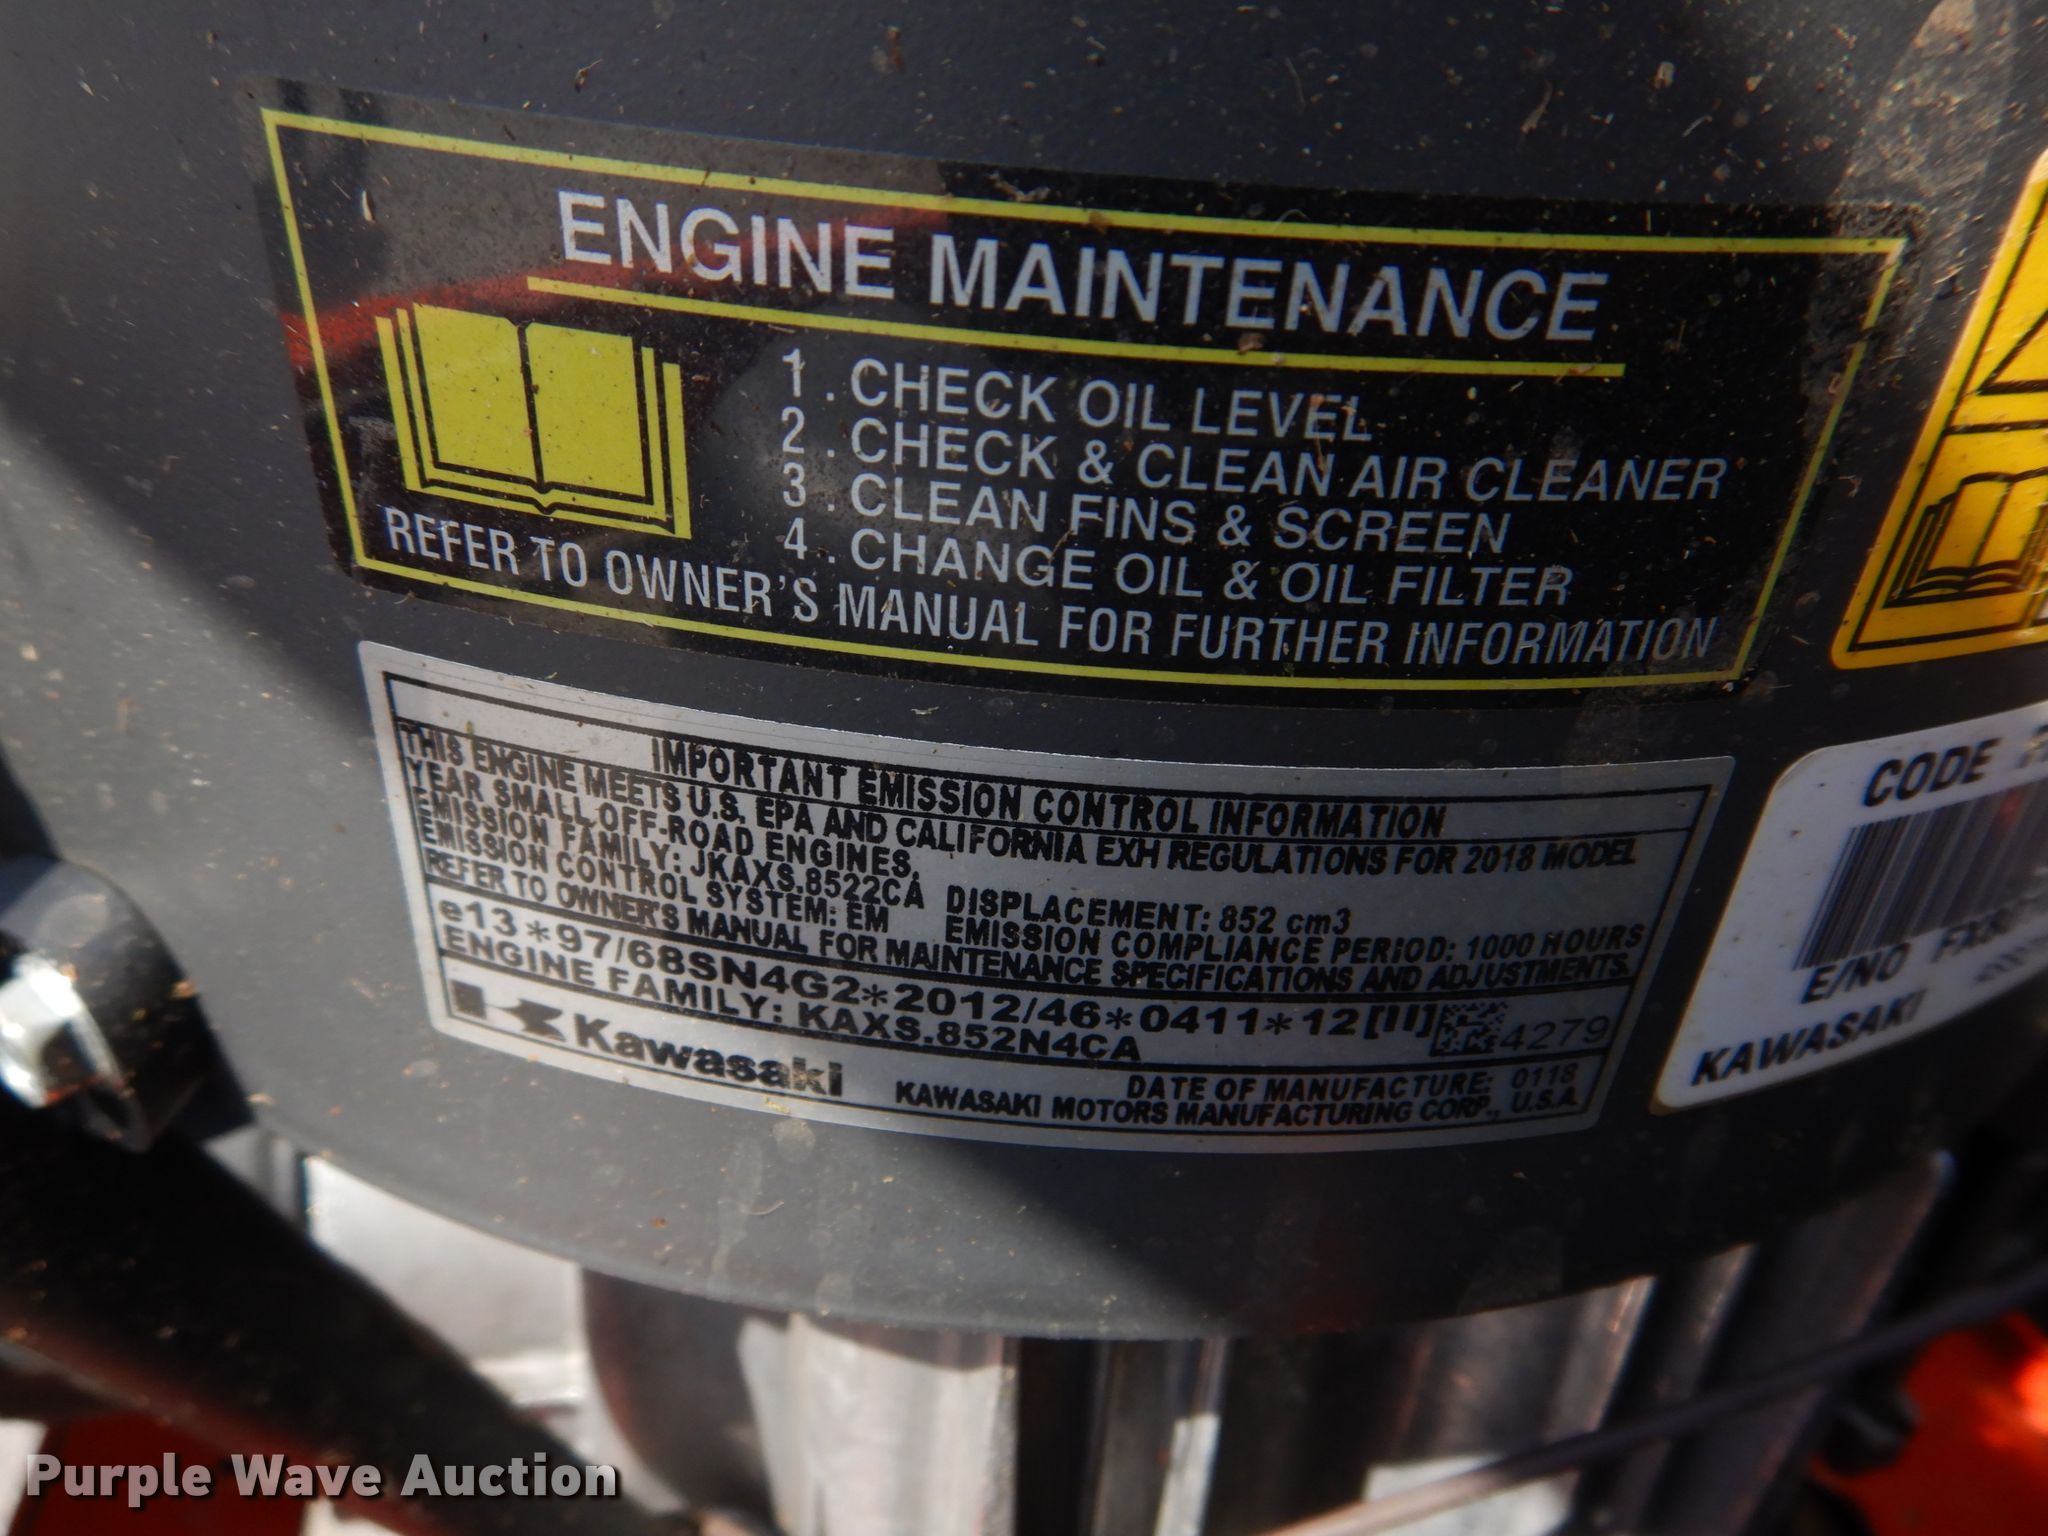 ENGINE MAINTENANCE
1. CHECK OIL LEVEL
2. CHECK & CLEAN AIR CLEANER
3. CLEAN FINS & SCREEN
4. CHANGE OIL & OIL FILTER
REFER TO OWNER'S MANUAL FOR FURTHER INFORMATION
IMPORTANT EMISSION CONTROL INFORMATION
THIS ENGINE MEETS U.S. EPA AND CALIFORNIA EXH REGULATIONS FOR 2018 MODEL
YEAR SMALL OFF-ROAD ENGINES.
EMISSION FAMILY: JKAXS.8522CA DISPLACEMENT: 852 cm3
EMISSION CONTROL SYSTEM: EM EMISSION COMPLIANCE PERIOD: 1000 HOURS
REFER TO OWNER'S MANUAL FOR MAINTENANCE SPECIFICATIONS AND ADJUSTMENTS.
e13*97/68SN4G2*2012/46*0411*12[II] 4279
ENGINE FAMILY: KAXS.852N4CA
Kawasaki DATE OF MANUFACTURE: 0118
KAWASAKI MOTORS MANUFACTURING CORP., U.S.A.
CODE
E/NO
KAWASAKI
Purple Wave Auction